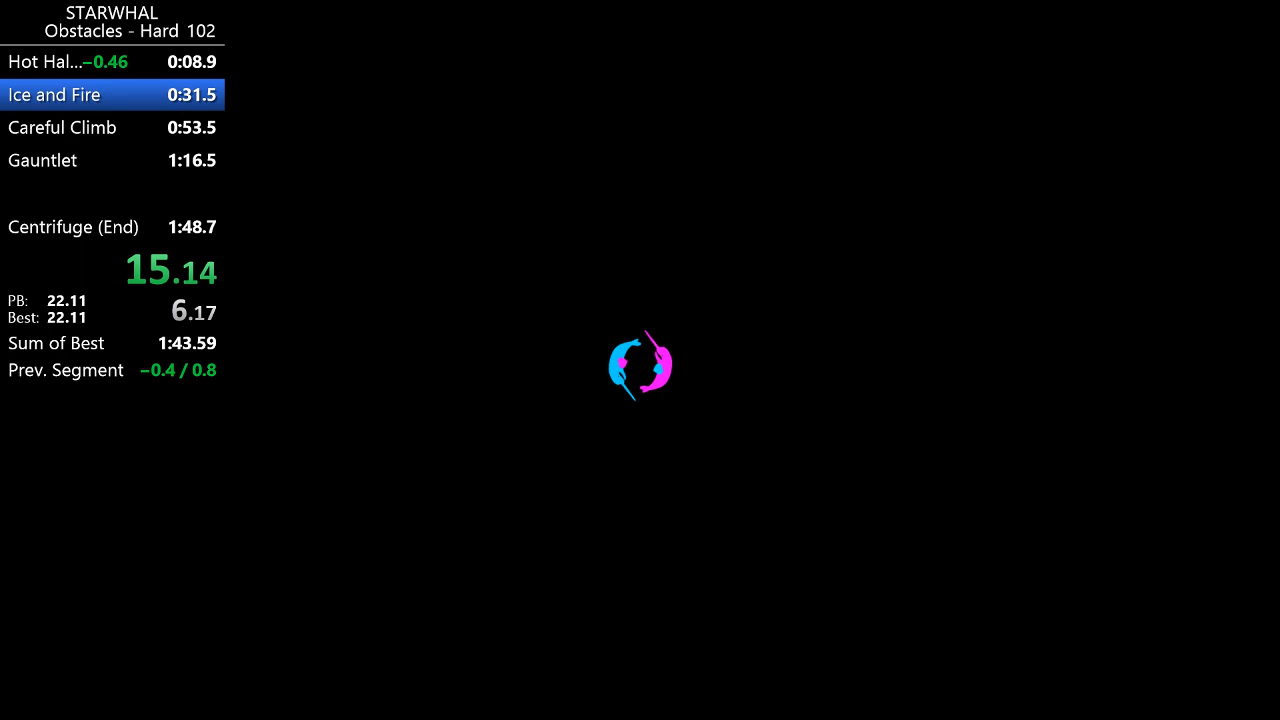 STARWHAL
Obstacles - Hard 102
Hot Hal... −0.46 0:08.9
Ice and Fire 0:31.5
Careful Climb 0:53.5
Gauntlet 1:16.5
Centrifuge (End) 1:48.7
15.14
PB: 22.11
Best: 22.11 6.17
Sum of Best 1:43.59
Prev. Segment −0.4 / 0.8